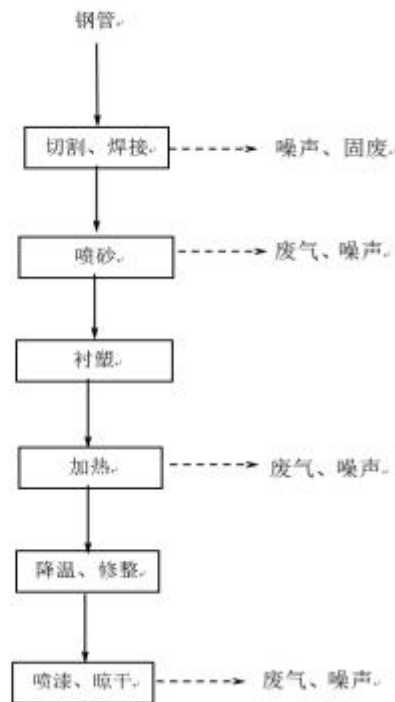 钢管
切割、焊接
噪声、固废
喷砂
废气、噪声
衬塑
加热
废气、噪声
降温、修整
喷漆、晾干
废气、噪声